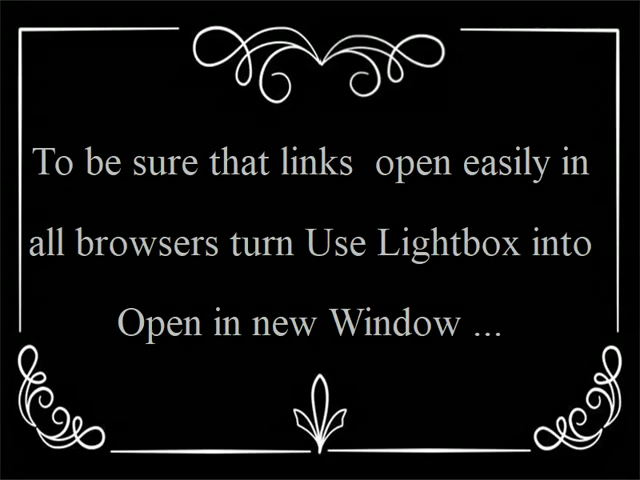 To be sure that links  open easily in
all browsers turn Use Lightbox into
Open in new Window ...